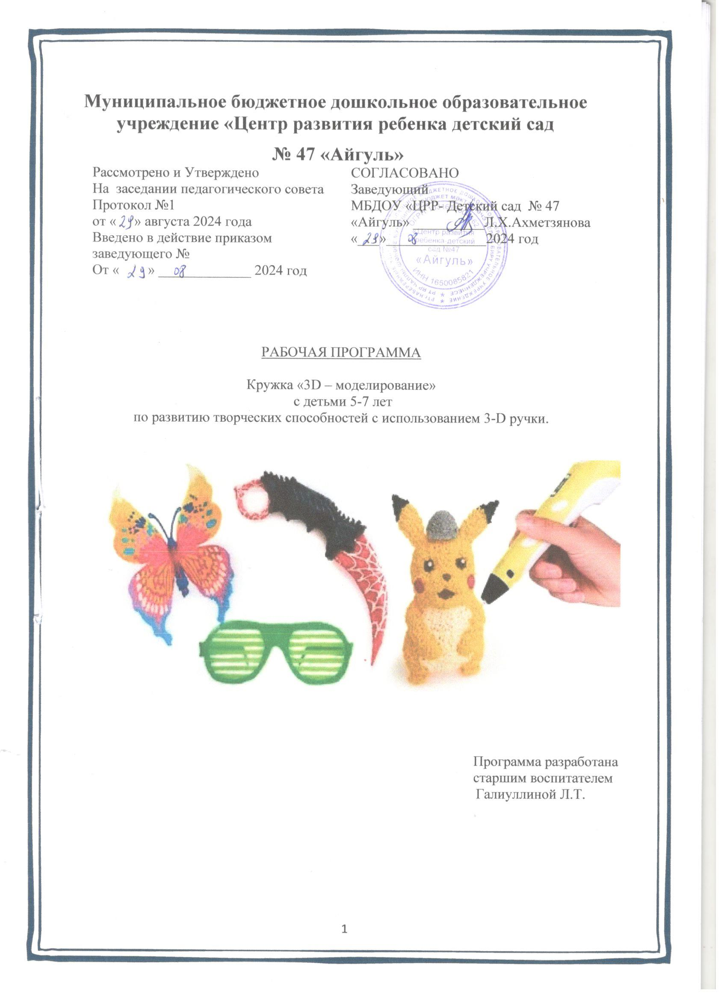 Муниципальное бюджетное дошкольное образовательное
учреждение «Центр развития ребенка детский сад
№ 47 «Айгуль»
Рассмотрено и Утверждено
На заседании педагогического совета
Протокол №1
от «29» августа 2024 года
Введено в действие приказом
заведующего №
От « 29 » 08 2024 год
СОГЛАСОВАНО
Заведующий
МБДОУ «ЦРР- Детский сад № 47
«Айгуль» Л.Х.Ахметзянова
« 29 » 08 2024 год
«Центр развития
ребенка-детский
сад №47
«Айгуль»
ИНН 1650085821
РАБОЧАЯ ПРОГРАММА
Кружка «3D – моделирование»
с детьми 5-7 лет
по развитию творческих способностей с использованием 3-D ручки.
Программа разработана
старшим воспитателем
Галиуллиной Л.Т.
1